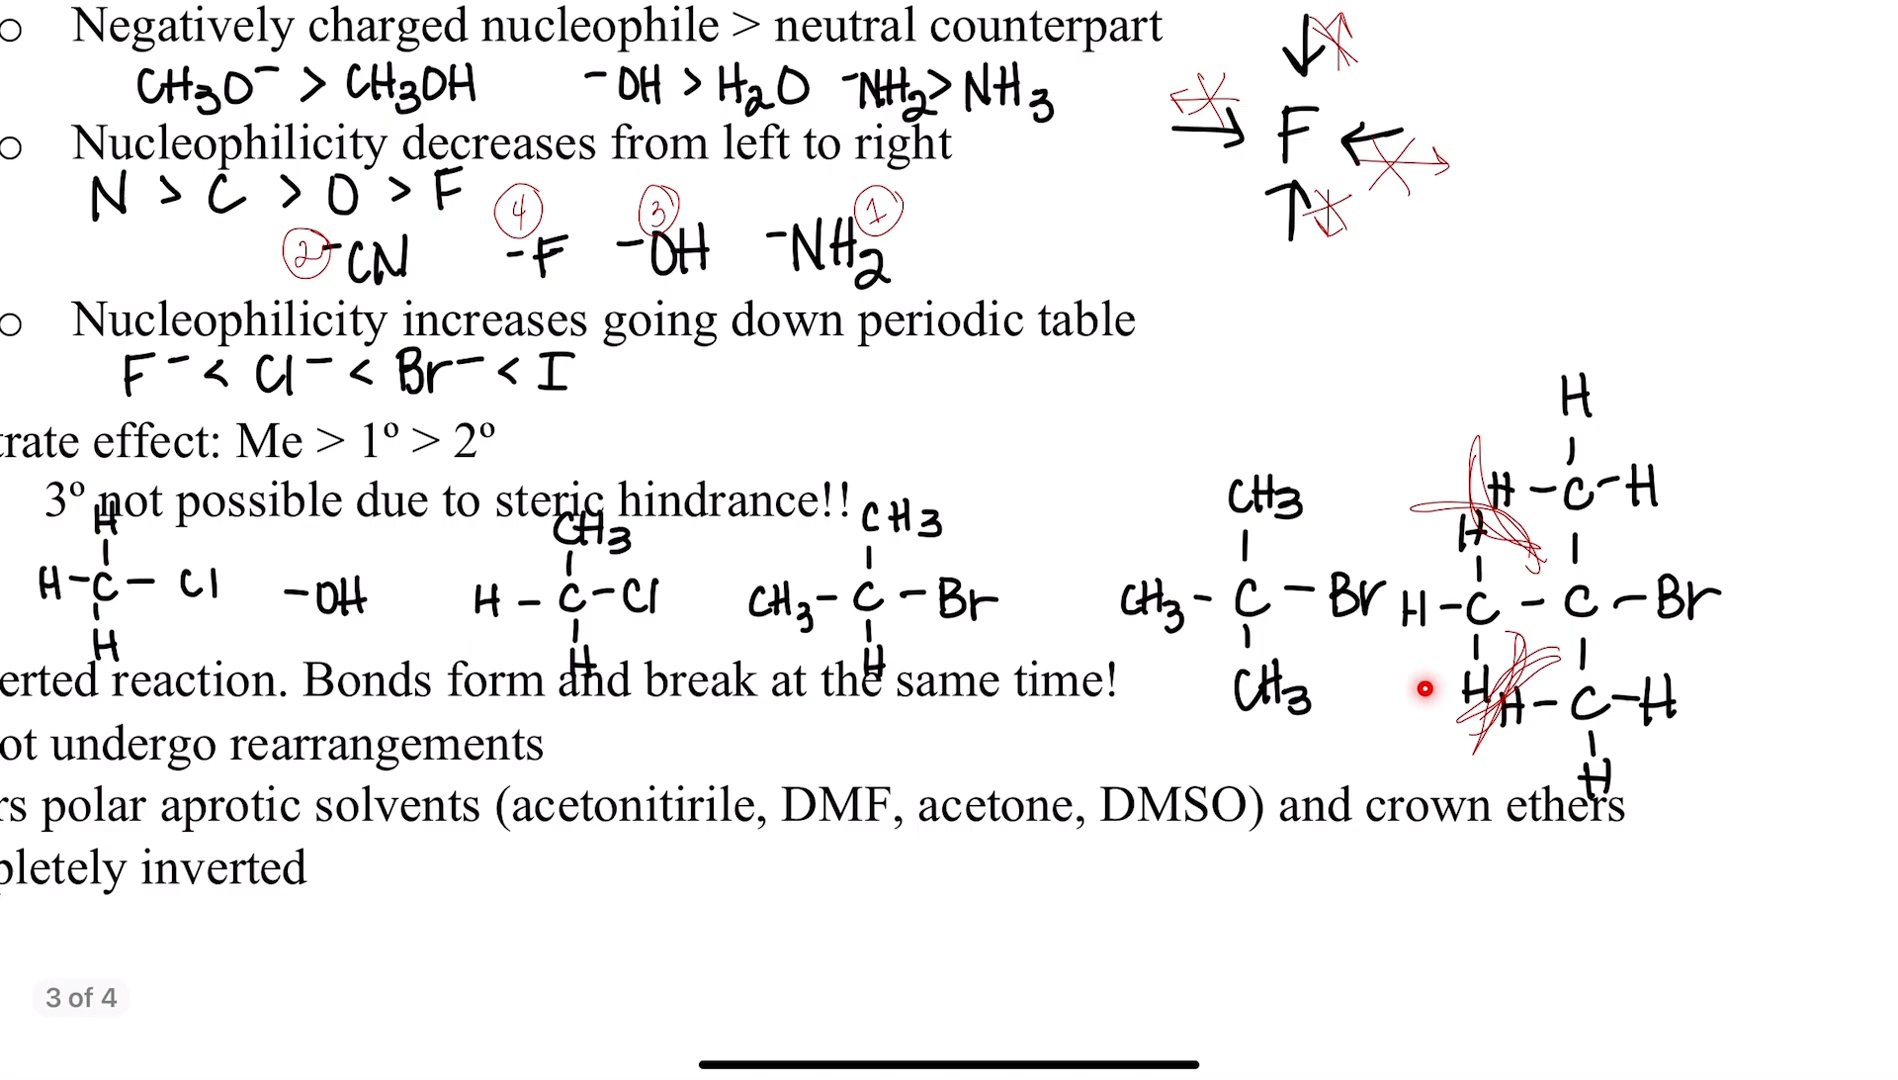 o Negatively charged nucleophile > neutral counterpart
CH3O⁻ > CH3OH ⁻OH > H2O ⁻NH2 > NH3
o Nucleophilicity decreases from left to right
F
N > C > O > F
2 ⁻CN 4 -F 3 -OH 1 ⁻NH2
o Nucleophilicity increases going down periodic table
F⁻ < Cl⁻ < Br⁻ < I
rate effect: Me > 1º > 2º
3º not possible due to steric hindrance!!
H
H-C-Cl
H
-OH
CH3
H-C-Cl
H
CH3
CH3-C-Br
H
CH3
CH3-C-Br
CH3
H
H-C-H
H
H-C-C-Br
H
H-C-H
H
erted reaction. Bonds form and break at the same time!
ot undergo rearrangements
rs polar aprotic solvents (acetonitirile, DMF, acetone, DMSO) and crown ethers
pletely inverted
3 of 4